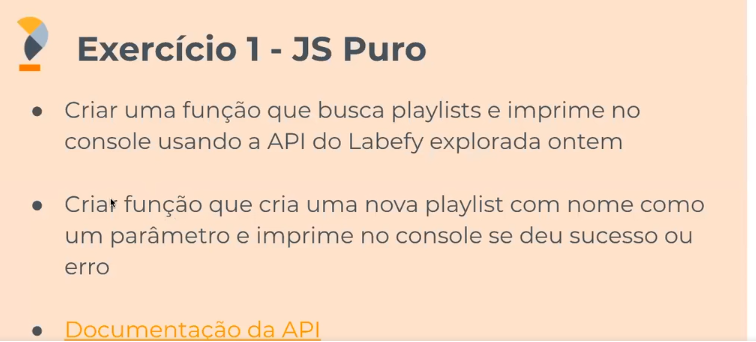 Exercício 1 - JS Puro
● Criar uma função que busca playlists e imprime no
console usando a API do Labefy explorada ontem
● Criar função que cria uma nova playlist com nome como
um parâmetro e imprime no console se deu sucesso ou
erro
● Documentação da API